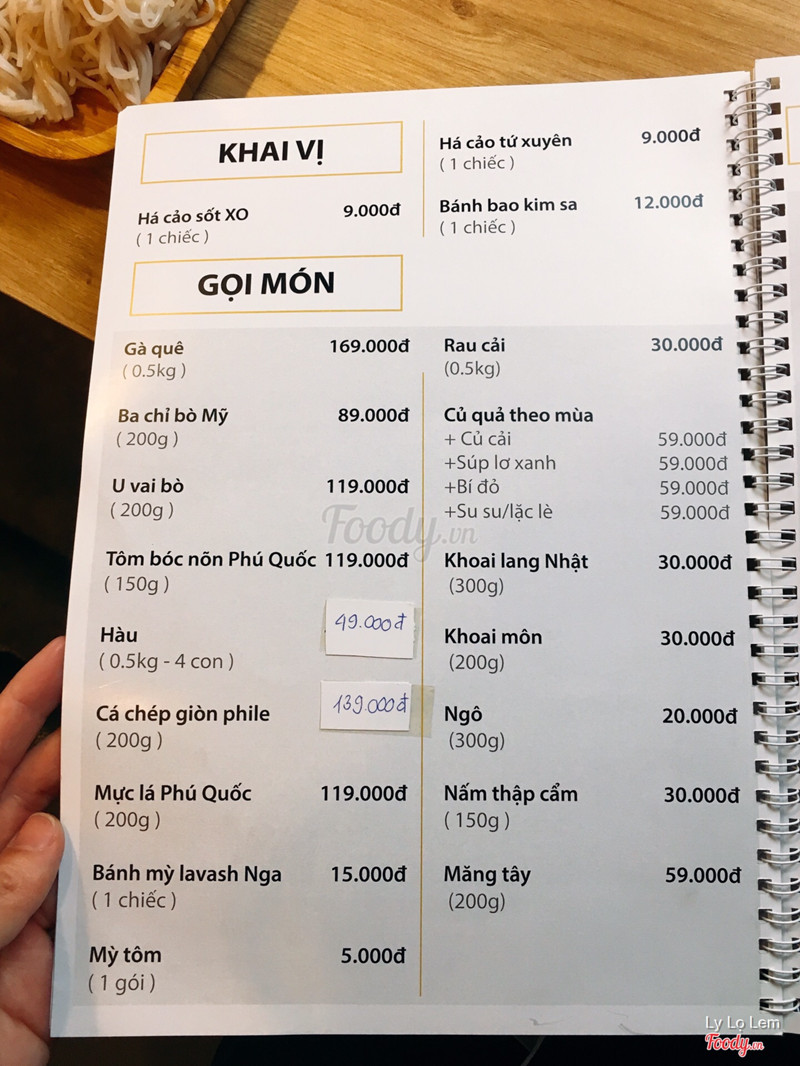 KHAI VỊ
Há cảo sốt XO 9.000đ
( 1 chiếc )
Há cảo tứ xuyên 9.000đ
( 1 chiếc )
Bánh bao kim sa 12.000đ
( 1 chiếc )
GỌI MÓN
Gà quê 169.000đ
( 0.5kg )
Ba chỉ bò Mỹ 89.000đ
( 200g )
U vai bò 119.000đ
( 200g )
Tôm bóc nõn Phú Quốc 119.000đ
( 150g )
Hàu 49.000đ
( 0.5kg - 4 con )
Cá chép giòn phile 139.000đ
( 200g )
Mực lá Phú Quốc 119.000đ
( 200g )
Bánh mỳ lavash Nga 15.000đ
( 1 chiếc )
Mỳ tôm 5.000đ
( 1 gói )
Rau cải 30.000đ
(0.5kg)
Củ quả theo mùa
+ Củ cải 59.000đ
+Súp lơ xanh 59.000đ
+Bí đỏ 59.000đ
+Su su/lặc lè 59.000đ
Khoai lang Nhật 30.000đ
(300g)
Khoai môn 30.000đ
(200g)
Ngô 20.000đ
(300g)
Nấm thập cẩm 30.000đ
( 150g )
Măng tây 59.000đ
(200g)
Foody.vn
Ly Lọ Lem
Foody.vn